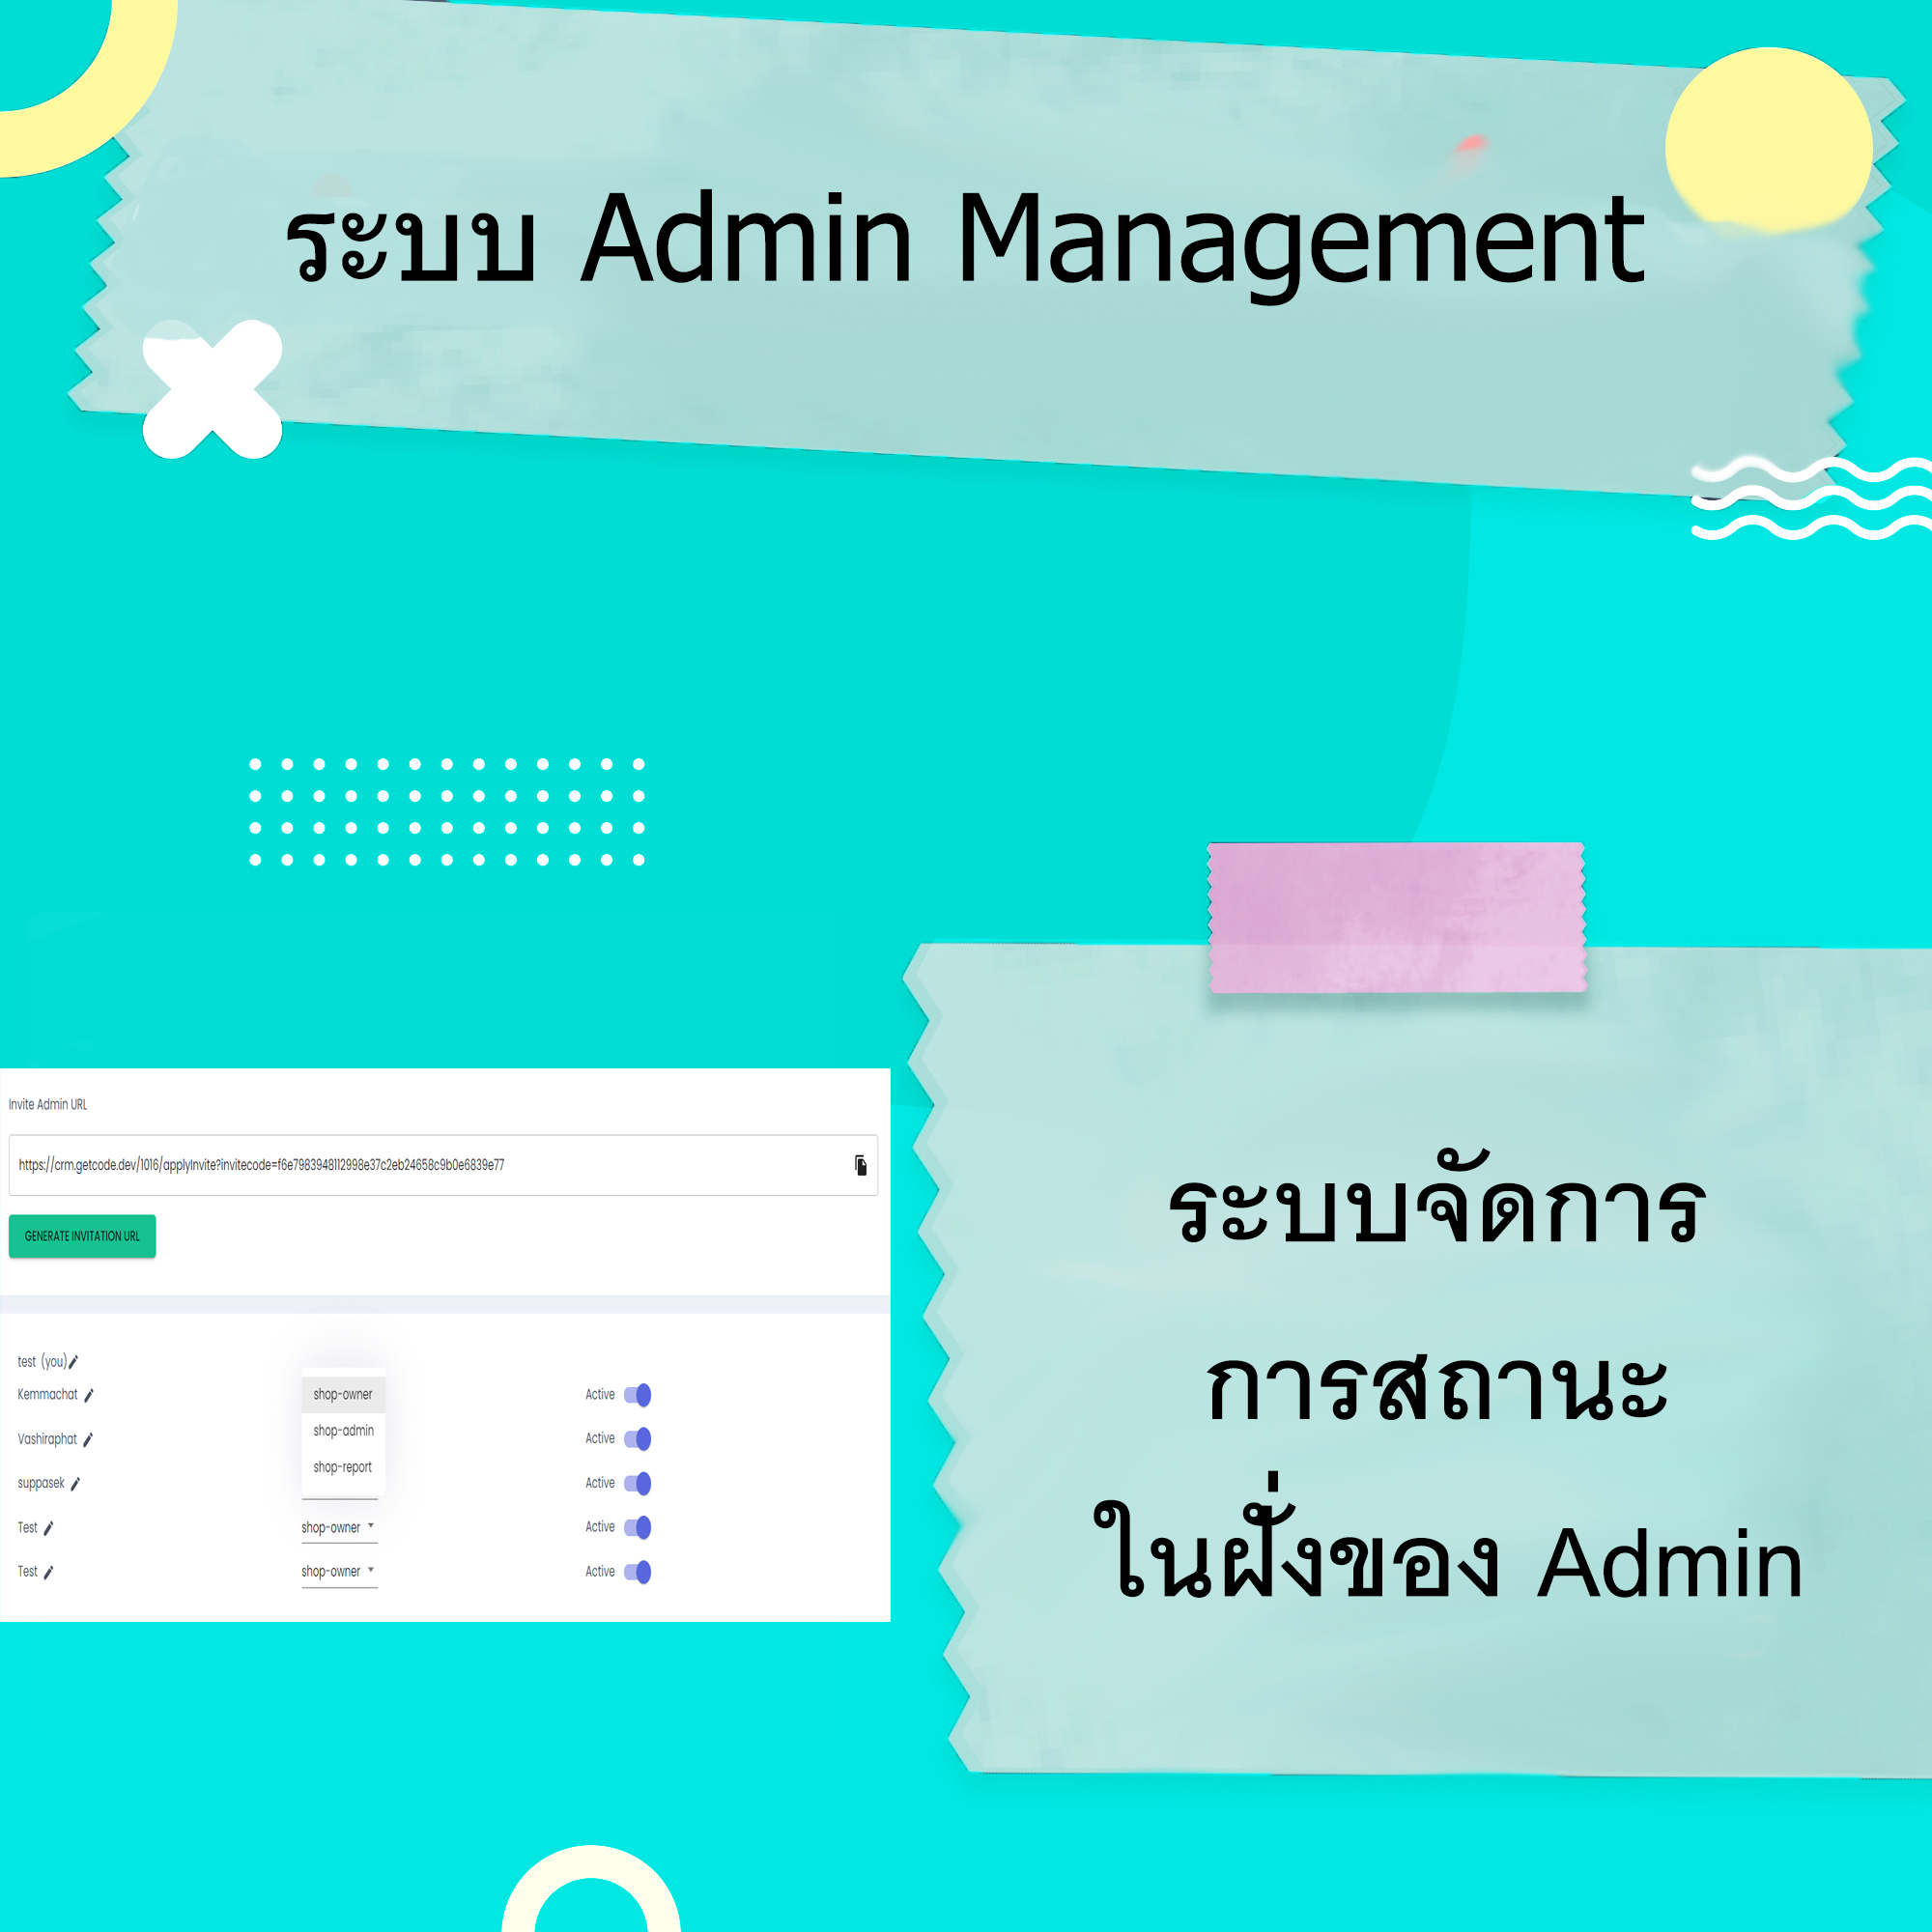 ระบบ Admin Management
ระบบจัดการ
การสถานะ
ในฝั่งของ Admin
Invite Admin URL
https://crm.getcode.dev/1016/applyInvite?invitecode=f6e7983948112998e37c2eb24658c9b0e6839e77
GENERATE INVITATION URL
test (you)
Kemmachat shop-owner Active
shop-admin
Vashiraphat Active
shop-report
suppasek Active
Test shop-owner Active
Test shop-owner Active